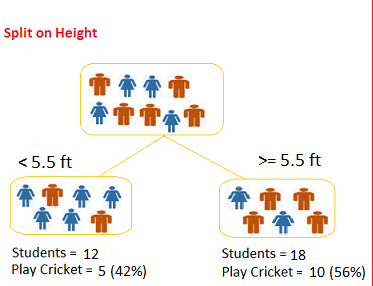 Split on Height
< 5.5 ft
>= 5.5 ft
Students = 12
Play Cricket = 5 (42%)
Students = 18
Play Cricket = 10 (56%)